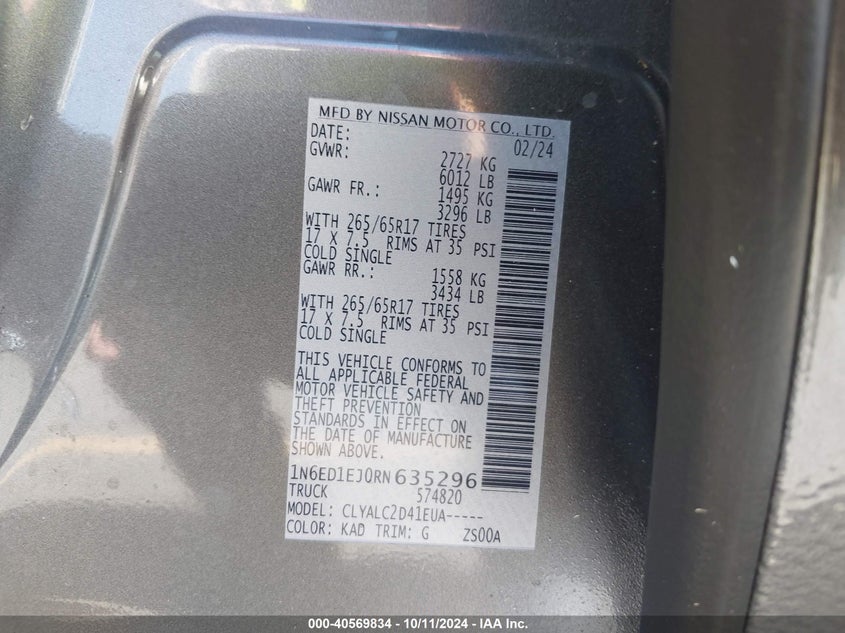 MFD BY NISSAN MOTOR CO., LTD.
DATE: 02/24
GVWR: 2727 KG
6012 LB
GAWR FR.: 1495 KG
3296 LB
WITH 265/65R17 TIRES
17 X 7.5 RIMS AT 35 PSI
COLD SINGLE
GAWR RR.: 1558 KG
3434 LB
WITH 265/65R17 TIRES
17 X 7.5 RIMS AT 35 PSI
COLD SINGLE
THIS VEHICLE CONFORMS TO
ALL APPLICABLE FEDERAL
MOTOR VEHICLE SAFETY AND
THEFT PREVENTION
STANDARDS IN EFFECT ON
THE DATE OF MANUFACTURE
SHOWN ABOVE.
1N6ED1EJ0RN635296
TRUCK 574820
MODEL: CLYALC2D41EUA-----
COLOR: KAD TRIM: G ZS00A
000-40569834 - 10/11/2024 - IAA Inc.